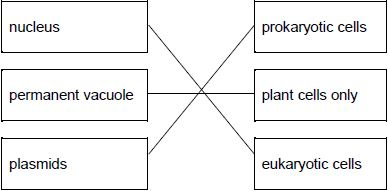 nucleus
prokaryotic cells
permanent vacuole
plant cells only
plasmids
eukaryotic cells